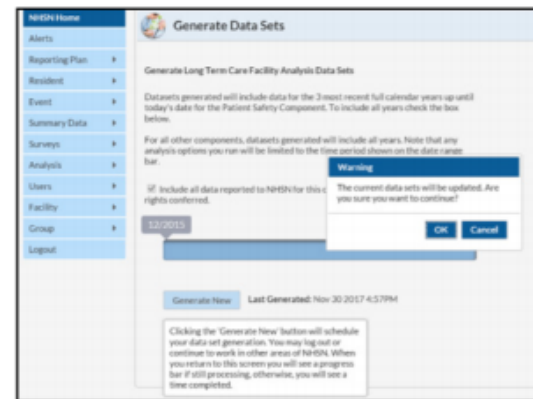 NHSN Home
Alerts
Reporting Plan
Resident
Event
Summary Data
Surveys
Analysis
Users
Facility
Group
Logout
Generate Data Sets
Generate Long Term Care Facility Analysis Data Sets
Datasets generated will include data for the 3 most recent full calendar years up until
today's date for the Patient Safety Component. To include all years check the box
below.
For all other components, datasets generated will include all years. Note that any
analysis options you run will be limited to the time period shown on the date range
bar.
Include all data reported to NHSN for this c
rights conferred.
Warning
The current data sets will be updated. Are
you sure you want to continue?
OK Cancel
12/2015
Generate New Last Generated: Nov 30 2017 4:57PM
Clicking the 'Generate New' button will schedule
your data set generation. You may log out or
continue to work in other areas of NHSN. When
you return to this screen you will see a progress
bar if still processing, otherwise, you will see a
time completed.